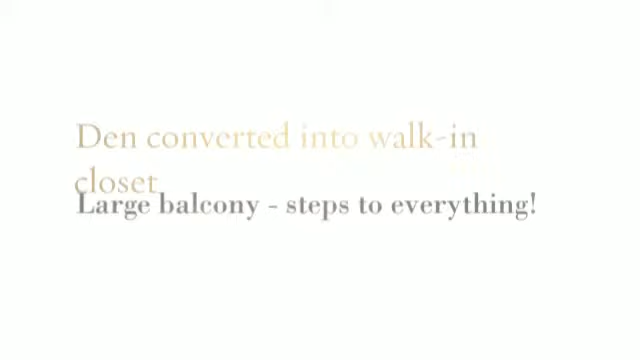 Den converted into walk-in
closet
Large balcony - steps to everything!